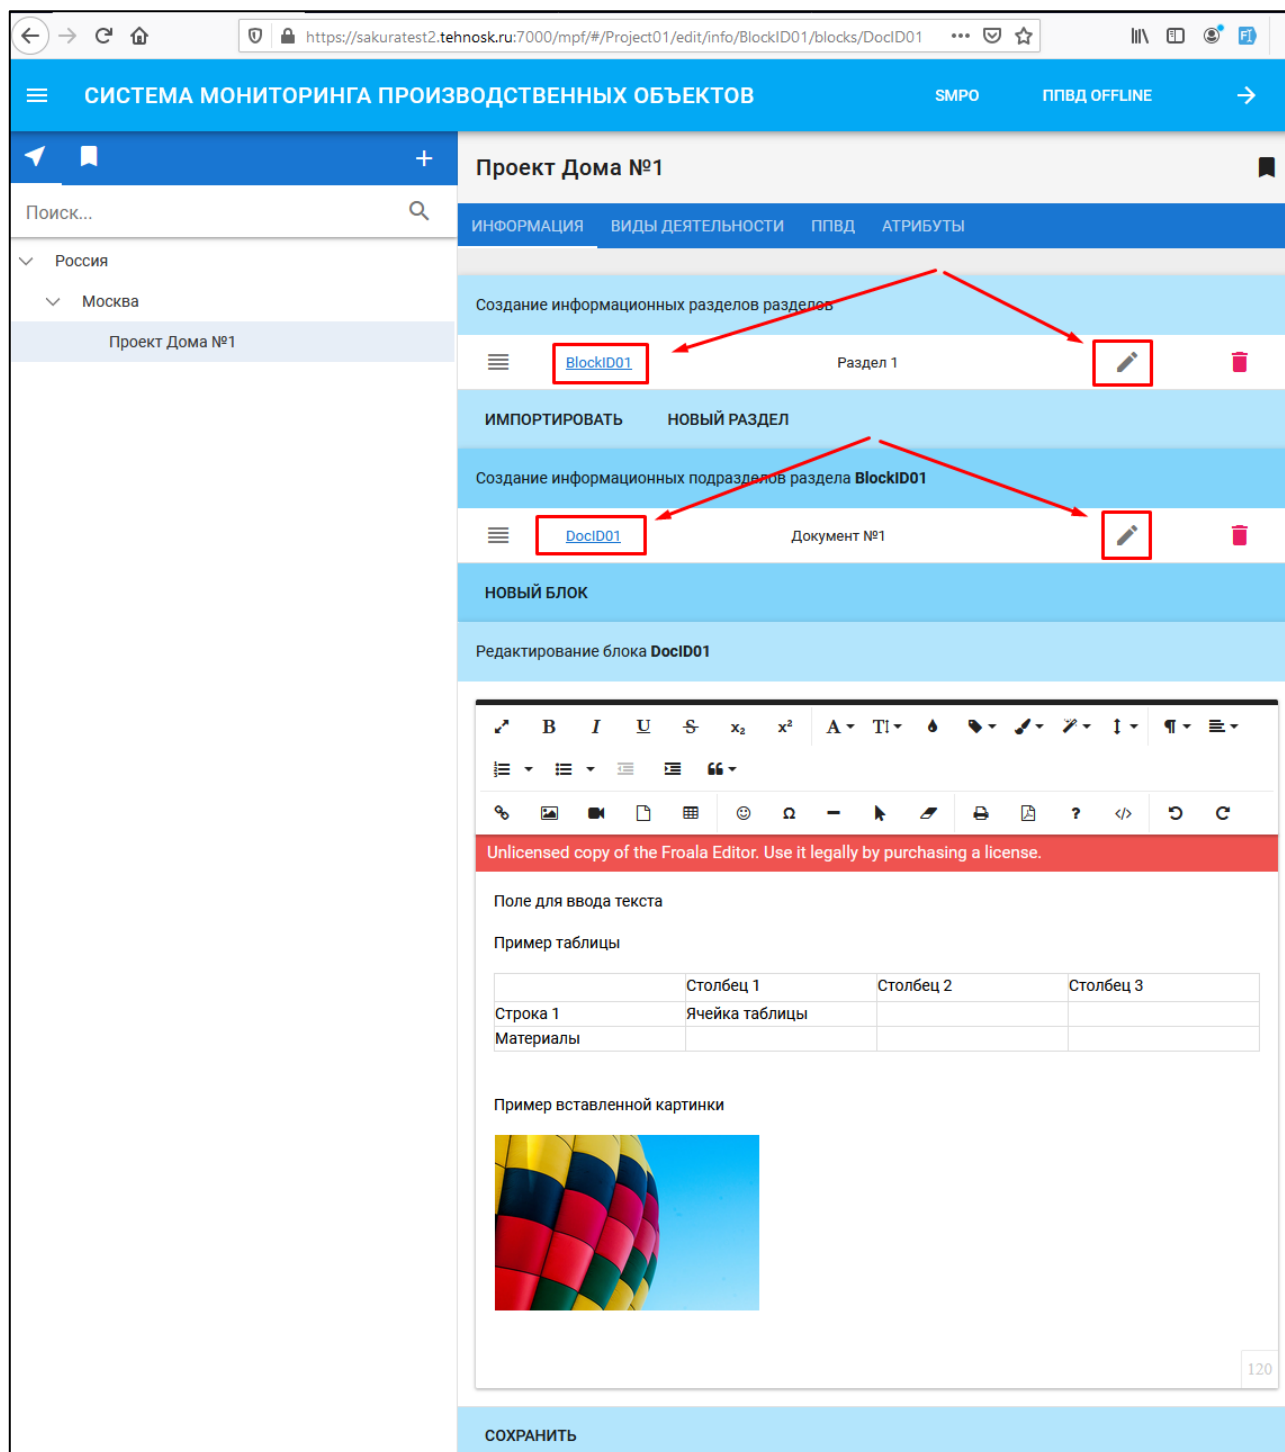 https://sakuratest2.tehnosk.ru:7000/mpf/#/Project01/edit/info/BlockID01/blocks/DocID01
СИСТЕМА МОНИТОРИНГА ПРОИЗВОДСТВЕННЫХ ОБЪЕКТОВ SMPO ППВД OFFLINE
Проект Дома №1
Поиск...
ИНФОРМАЦИЯ ВИДЫ ДЕЯТЕЛЬНОСТИ ППВД АТРИБУТЫ
Россия
Москва
Проект Дома №1
Создание информационных разделов разделов
BlockID01 Раздел 1
ИМПОРТИРОВАТЬ НОВЫЙ РАЗДЕЛ
Создание информационных подразделов раздела BlockID01
DocID01 Документ №1
НОВЫЙ БЛОК
Редактирование блока DocID01
Unlicensed copy of the Froala Editor. Use it legally by purchasing a license.
Поле для ввода текста
Пример таблицы
Столбец 1 Столбец 2 Столбец 3
Строка 1 Ячейка таблицы
Материалы
Пример вставленной картинки
120
СОХРАНИТЬ